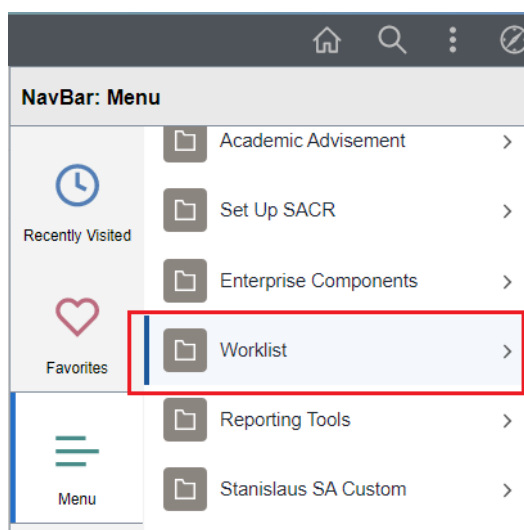 NavBar: Menu
Academic Advisement
Recently Visited
Set Up SACR
Enterprise Components
Favorites
Worklist
Reporting Tools
Menu
Stanislaus SA Custom